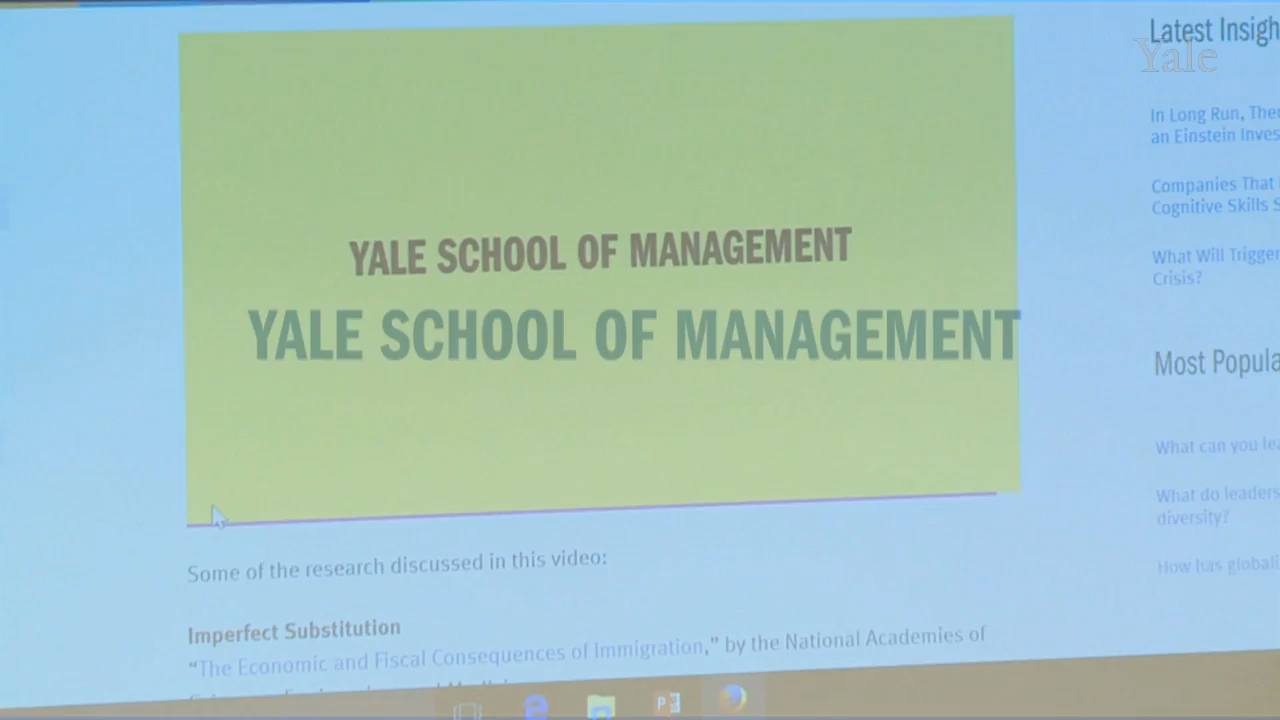 Latest Insigh
Yale
In Long Run, The
an Einstein Inves
Companies That
Cognitive Skills S
What Will Trigger
Crisis?
YALE SCHOOL OF MANAGEMENT
YALE SCHOOL OF MANAGEMENT
Most Popula
What can you lea
What do leaders
diversity?
How has globali
Some of the research discussed in this video:
Imperfect Substitution
“The Economic and Fiscal Consequences of Immigration,” by the National Academies of